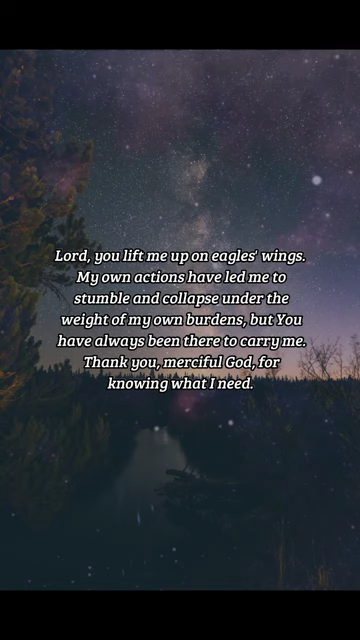 Lord, you lift me up on eagles' wings.
My own actions have led me to
stumble and collapse under the
weight of my own burdens, but You
have always been there to carry me.
Thank you, merciful God, for
knowing what I need.